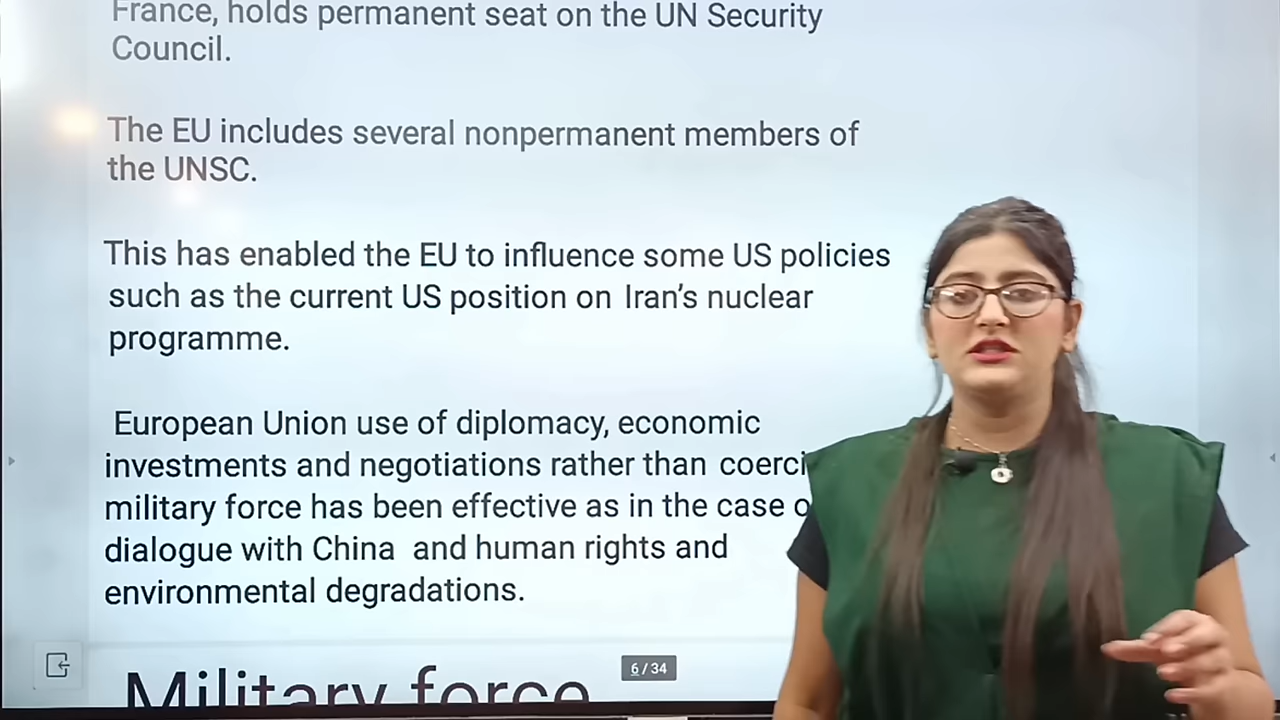 France, holds permanent seat on the UN Security
Council.
The EU includes several nonpermanent members of
the UNSC.
This has enabled the EU to influence some US policies
such as the current US position on Iran's nuclear
programme.
European Union use of diplomacy, economic
investments and negotiations rather than coerci
military force has been effective as in the case o
dialogue with China and human rights and
environmental degradations.
6 / 34
Military force